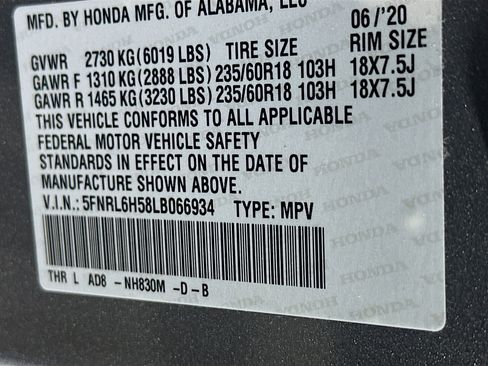 MFD. BY HONDA MFG. OF ALABAMA, LLC 06 /'20
GVWR 2730 KG (6019 LBS) TIRE SIZE RIM SIZE
GAWR F 1310 KG (2888 LBS) 235/60R18 103H 18X7.5J
GAWR R 1465 KG (3230 LBS) 235/60R18 103H 18X7.5J
THIS VEHICLE CONFORMS TO ALL APPLICABLE
FEDERAL MOTOR VEHICLE SAFETY
STANDARDS IN EFFECT ON THE DATE OF
MANUFACTURE SHOWN ABOVE.
V.I.N.: 5FNRL6H58LB066934 TYPE: MPV
THR L AD8 -NH830M -D-B
HONDA HONDA HONDA